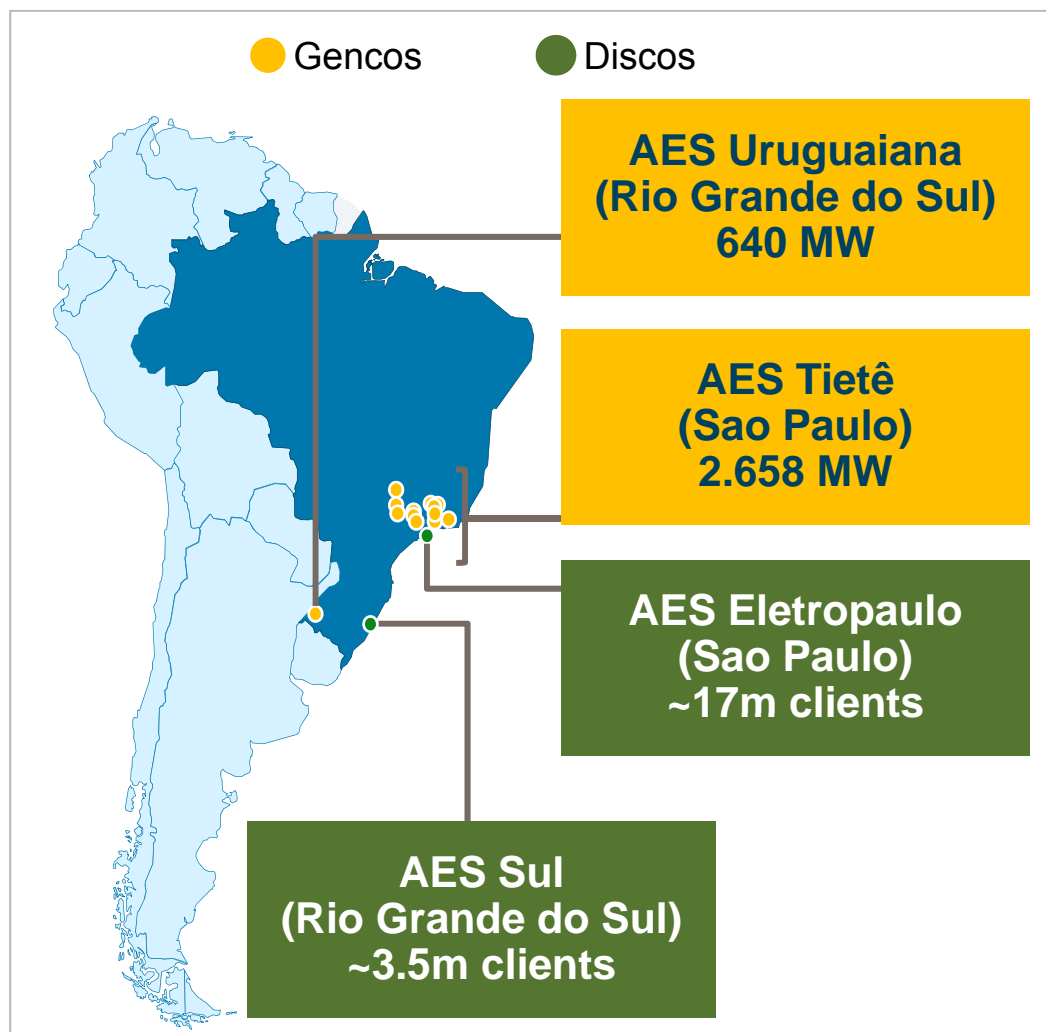 Gencos
Discos
AES Uruguaiana
(Rio Grande do Sul)
640 MW
AES Tietê
(Sao Paulo)
2.658 MW
AES Eletropaulo
(Sao Paulo)
~17m clients
AES Sul
(Rio Grande do Sul)
~3.5m clients